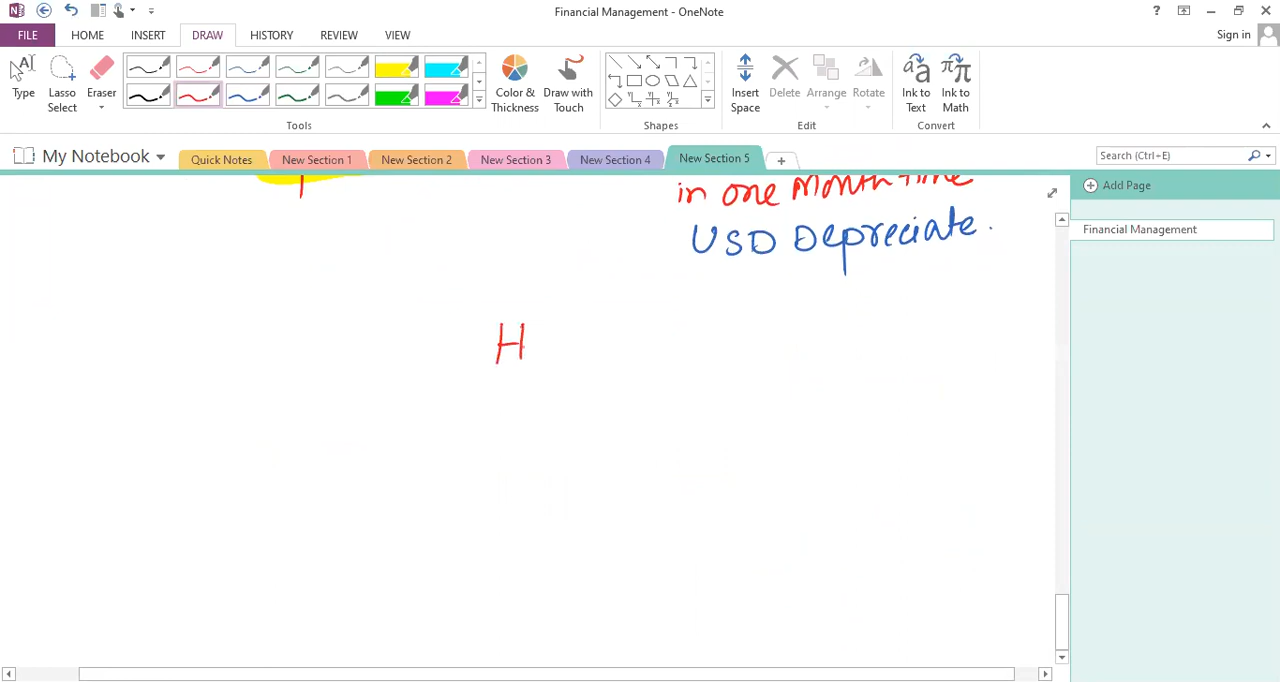 Financial Management - OneNote
?
FILE HOME INSERT DRAW HISTORY REVIEW VIEW
Sign in
A
Type
Lasso
Select
Eraser
Color &
Thickness
Draw with
Touch
Insert
Space
Delete
Arrange
Rotate
a a
Ink to
Text
ππ
Ink to
Math
Tools Shapes Edit Convert
My Notebook Quick Notes New Section 1 New Section 2 New Section 3 New Section 4 New Section 5 +
Search (Ctrl+E)
Add Page
Financial Management
in one Month time
USD Depreciate.
H